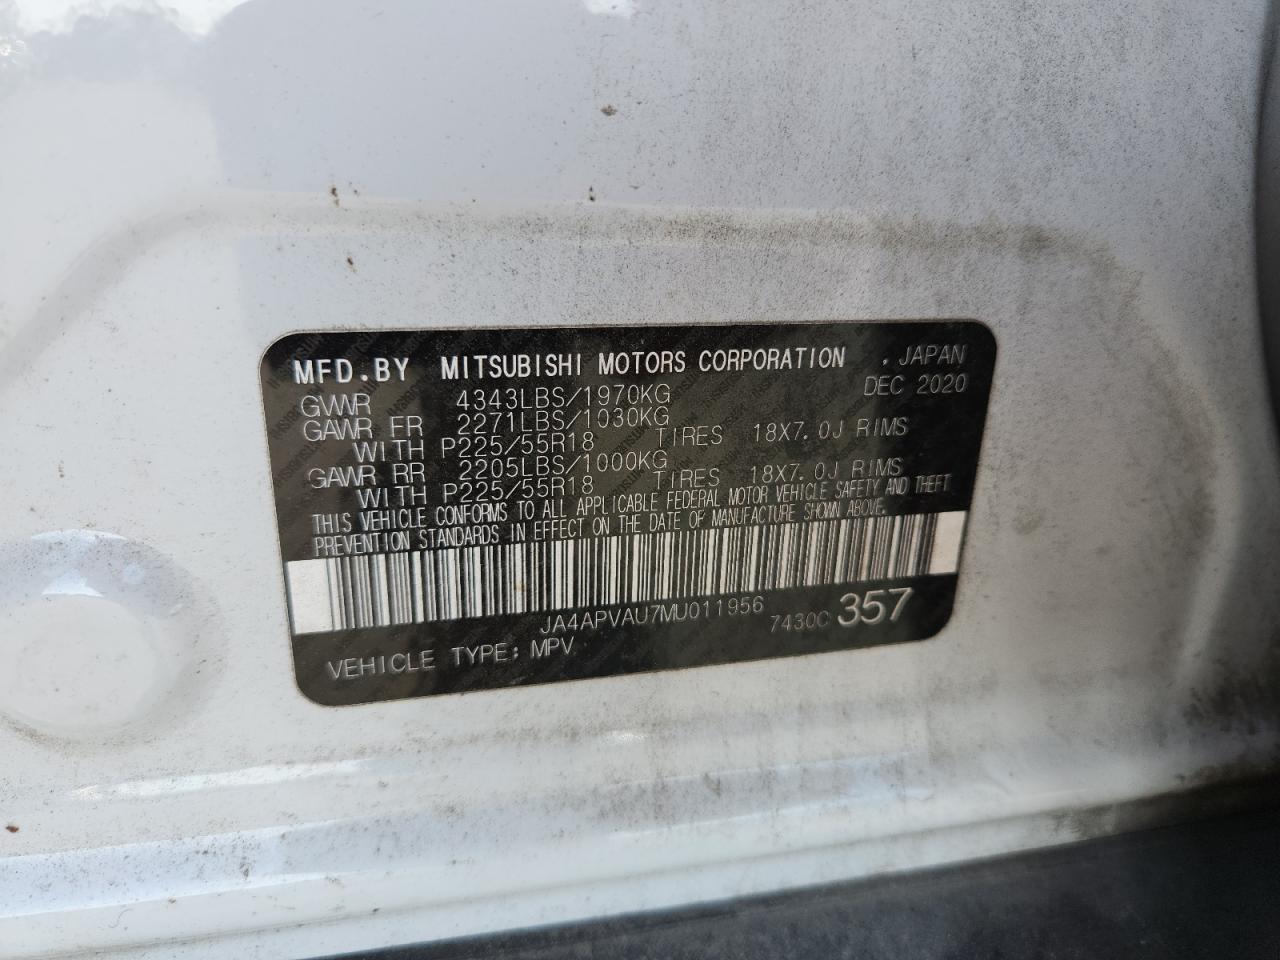 MFD.BY MITSUBISHI MOTORS CORPORATION . JAPAN
GVWR 4343LBS/1970KG DEC 2020
GAWR FR 2271LBS/1030KG
WITH P225/55R18 TIRES 18X7.0J RIMS
GAWR RR 2205LBS/1000KG
WITH P225/55R18 TIRES 18X7.0J RIMS
THIS VEHICLE CONFORMS TO ALL APPLICABLE FEDERAL MOTOR VEHICLE SAFETY AND THEFT
PREVENTION STANDARDS IN EFFECT ON THE DATE OF MANUFACTURE SHOWN ABOVE.
JA4APVAU7MU011956
7430C 357
VEHICLE TYPE: MPV